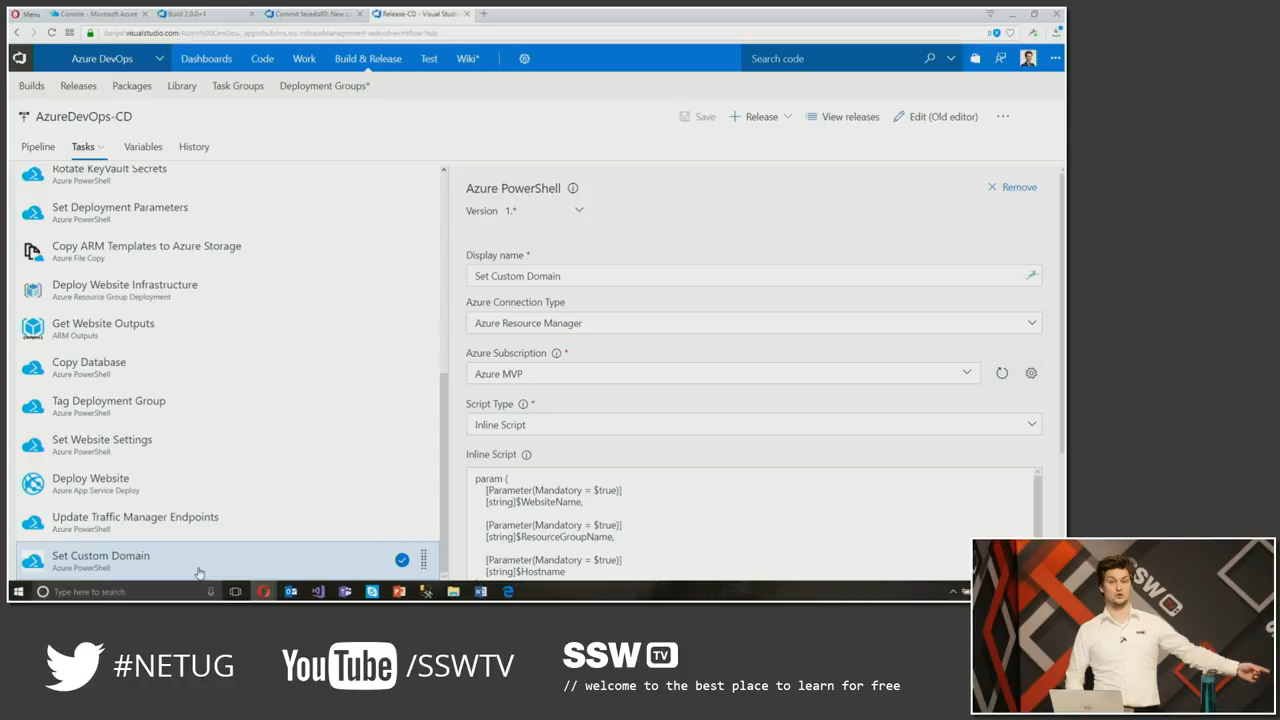 Menu
Console - Microsoft Azure
Build 2.0.0+1
Commit face4b80: New c
Release-CD - Visual Studio
Azure DevOps
Dashboards
Code
Work
Build & Release
Test
Wiki*
Search code
Builds
Releases
Packages
Library
Task Groups
Deployment Groups*
AzureDevOps-CD
Save
Release
View releases
Edit (Old editor)
Pipeline
Tasks
Variables
History
Rotate KeyVault Secrets
Azure PowerShell
Set Deployment Parameters
Azure PowerShell
Copy ARM Templates to Azure Storage
Azure File Copy
Deploy Website Infrastructure
Azure Resource Group Deployment
Get Website Outputs
ARM Outputs
Copy Database
Azure PowerShell
Tag Deployment Group
Azure PowerShell
Set Website Settings
Azure PowerShell
Deploy Website
Azure App Service Deploy
Update Traffic Manager Endpoints
Azure PowerShell
Set Custom Domain
Azure PowerShell
Azure PowerShell
Remove
Version 1.*
Display name *
Set Custom Domain
Azure Connection Type
Azure Resource Manager
Azure Subscription *
Azure MVP
Script Type *
Inline Script
Inline Script
param (
[Parameter(Mandatory = $true)]
[string]$WebsiteName,
[Parameter(Mandatory = $true)]
[string]$ResourceGroupName,
[Parameter(Mandatory = $true)]
[string]$Hostname
Type here to search
#NETUG
YouTube /SSWTV
SSW TV
// welcome to the best place to learn for free
SSW
TV